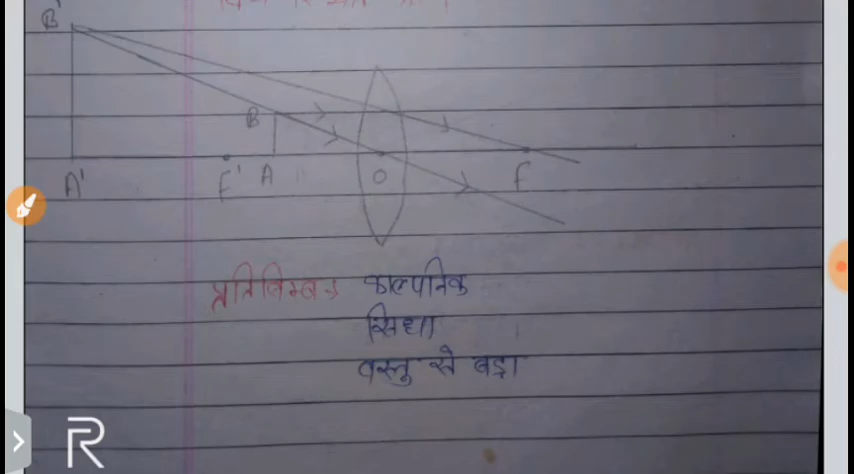 B'
B
A' F' A O F
प्रतिबिम्ब:- काल्पनिक
सिधा
वस्तु से बड़ा
R